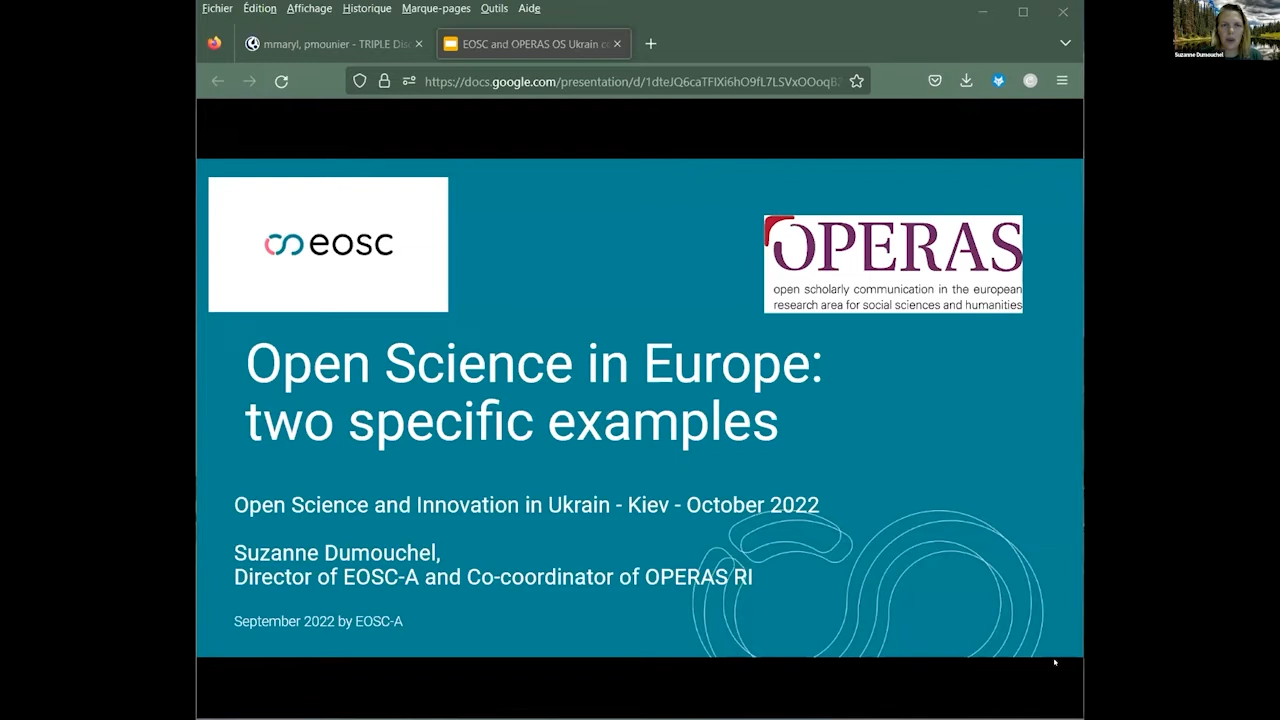 Fichier Édition Affichage Historique Marque-pages Outils Aide
mmaryl, pmounier - TRIPLE Dis
EOSC and OPERAS OS Ukrain co
https://docs.google.com/presentation/d/1dteJQ6caTFIXi6hO9fL7LSVxOOoqB
Suzanne Dumouchel
eosc
OPERAS
open scholarly communication in the european
research area for social sciences and humanities
Open Science in Europe:
two specific examples
Open Science and Innovation in Ukrain - Kiev - October 2022
Suzanne Dumouchel,
Director of EOSC-A and Co-coordinator of OPERAS RI
September 2022 by EOSC-A